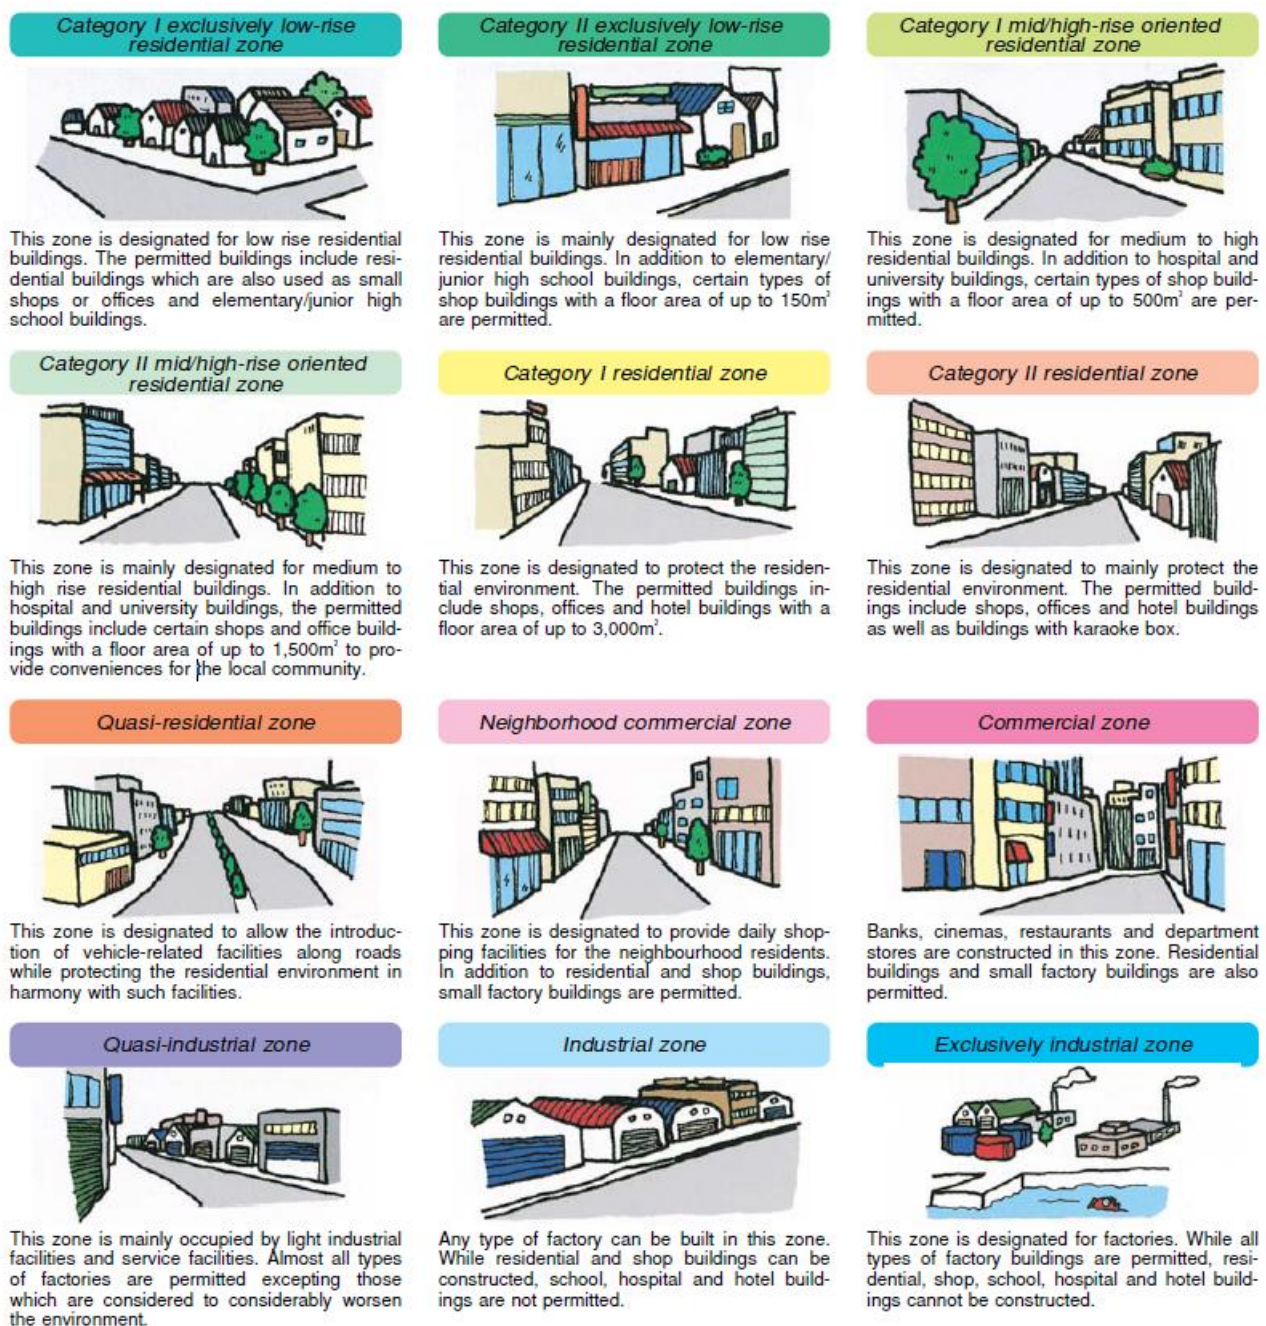 Category I exclusively low-rise
residential zone
This zone is designated for low rise residential
buildings. The permitted buildings include resi-
dential buildings which are also used as small
shops or offices and elementary/junior high
school buildings.
Category II exclusively low-rise
residential zone
This zone is mainly designated for low rise
residential buildings. In addition to elementary/
junior high school buildings, certain types of
shop buildings with a floor area of up to 150m²
are permitted.
Category I mid/high-rise oriented
residential zone
This zone is designated for medium to high
residential buildings. In addition to hospital and
university buildings, certain types of shop build-
ings with a floor area of up to 500m² are per-
mitted.
Category II mid/high-rise oriented
residential zone
This zone is mainly designated for medium to
high rise residential buildings. In addition to
hospital and university buildings, the permitted
buildings include certain shops and office build-
ings with a floor area of up to 1,500m² to pro-
vide conveniences for the local community.
Category I residential zone
This zone is designated to protect the residen-
tial environment. The permitted buildings in-
clude shops, offices and hotel buildings with a
floor area of up to 3,000m².
Category II residential zone
This zone is designated to mainly protect the
residential environment. The permitted build-
ings include shops, offices and hotel buildings
as well as buildings with karaoke box.
Quasi-residential zone
This zone is designated to allow the introduc-
tion of vehicle-related facilities along roads
while protecting the residential environment in
harmony with such facilities.
Neighborhood commercial zone
This zone is designated to provide daily shop-
ping facilities for the neighbourhood residents.
In addition to residential and shop buildings,
small factory buildings are permitted.
Commercial zone
Banks, cinemas, restaurants and department
stores are constructed in this zone. Residential
buildings and small factory buildings are also
permitted.
Quasi-industrial zone
This zone is mainly occupied by light industrial
facilities and service facilities. Almost all types
of factories are permitted excepting those
which are considered to considerably worsen
the environment.
Industrial zone
Any type of factory can be built in this zone.
While residential and shop buildings can be
constructed, school, hospital and hotel build-
ings are not permitted.
Exclusively industrial zone
This zone is designated for factories. While all
types of factory buildings are permitted, resi-
dential, shop, school, hospital and hotel build-
ings cannot be constructed.